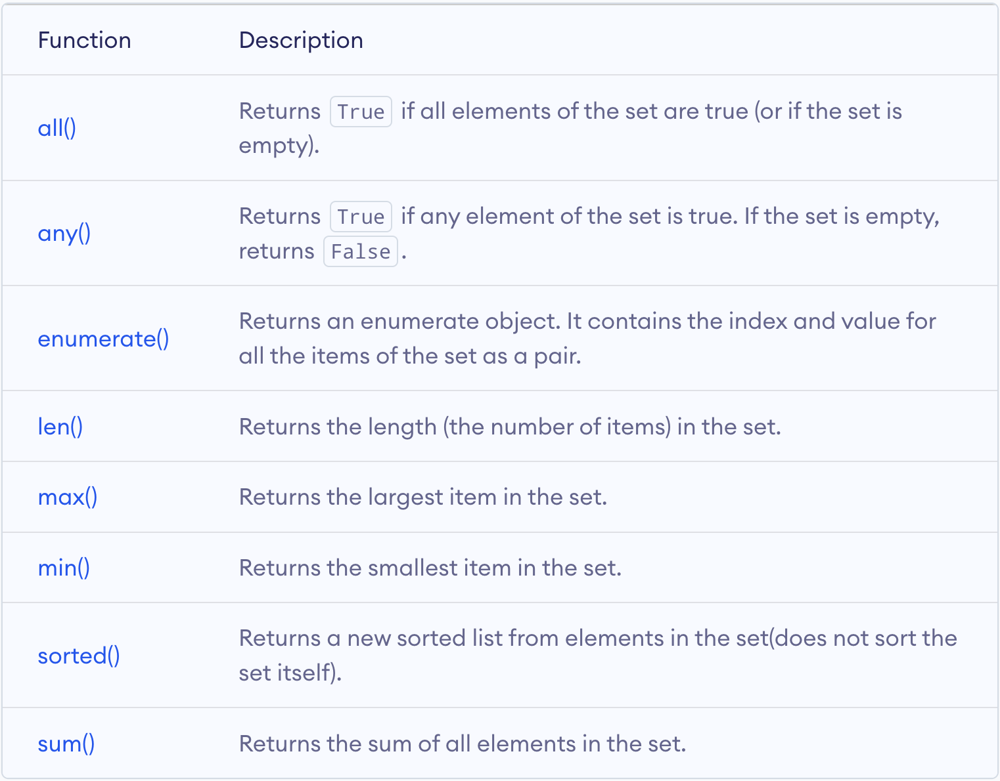 Function Description
all() Returns True if all elements of the set are true (or if the set is
empty).
any() Returns True if any element of the set is true. If the set is empty,
returns False.
enumerate() Returns an enumerate object. It contains the index and value for
all the items of the set as a pair.
len() Returns the length (the number of items) in the set.
max() Returns the largest item in the set.
min() Returns the smallest item in the set.
sorted() Returns a new sorted list from elements in the set(does not sort the
set itself).
sum() Returns the sum of all elements in the set.